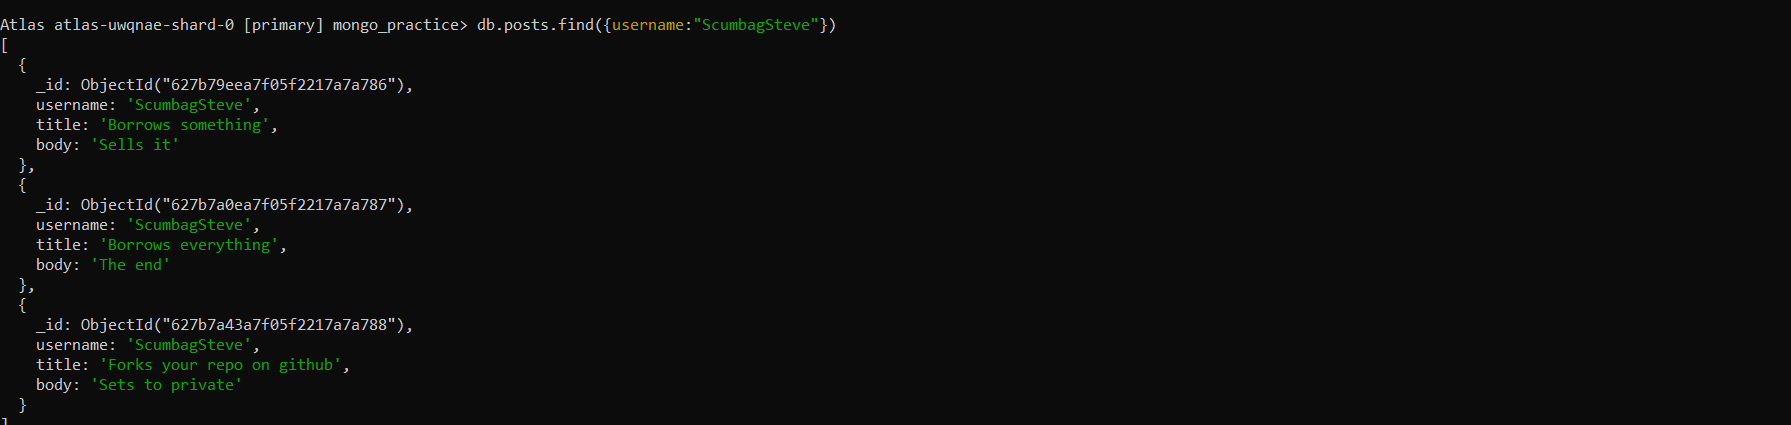 Atlas atlas-uwqnae-shard-0 [primary] mongo_practice> db.posts.find({username:"ScumbagSteve"})
[
  {
    _id: ObjectId("627b79eea7f05f2217a7a786"),
    username: 'ScumbagSteve',
    title: 'Borrows something',
    body: 'Sells it'
  },
  {
    _id: ObjectId("627b7a0ea7f05f2217a7a787"),
    username: 'ScumbagSteve',
    title: 'Borrows everything',
    body: 'The end'
  },
  {
    _id: ObjectId("627b7a43a7f05f2217a7a788"),
    username: 'ScumbagSteve',
    title: 'Forks your repo on github',
    body: 'Sets to private'
  }
]